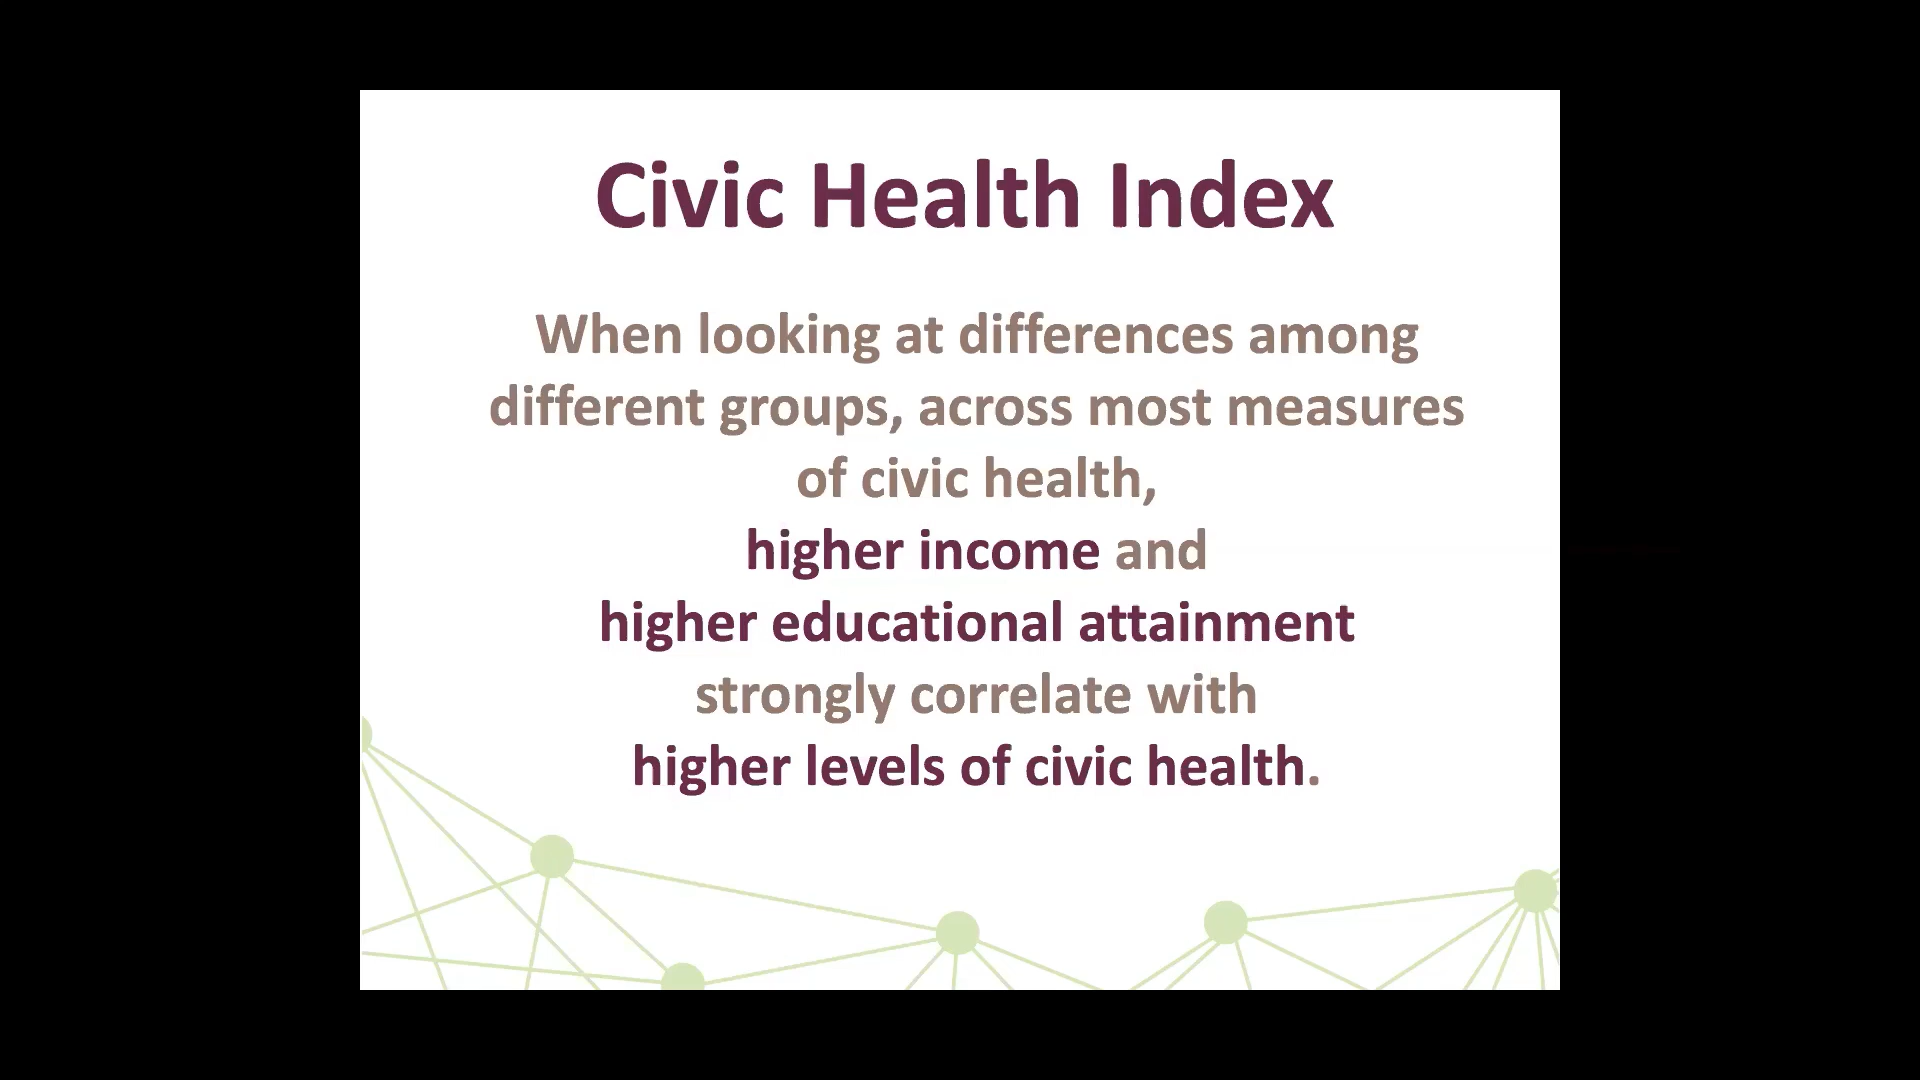 Civic Health Index
When looking at differences among
different groups, across most measures
of civic health,
higher income and
higher educational attainment
strongly correlate with
higher levels of civic health.